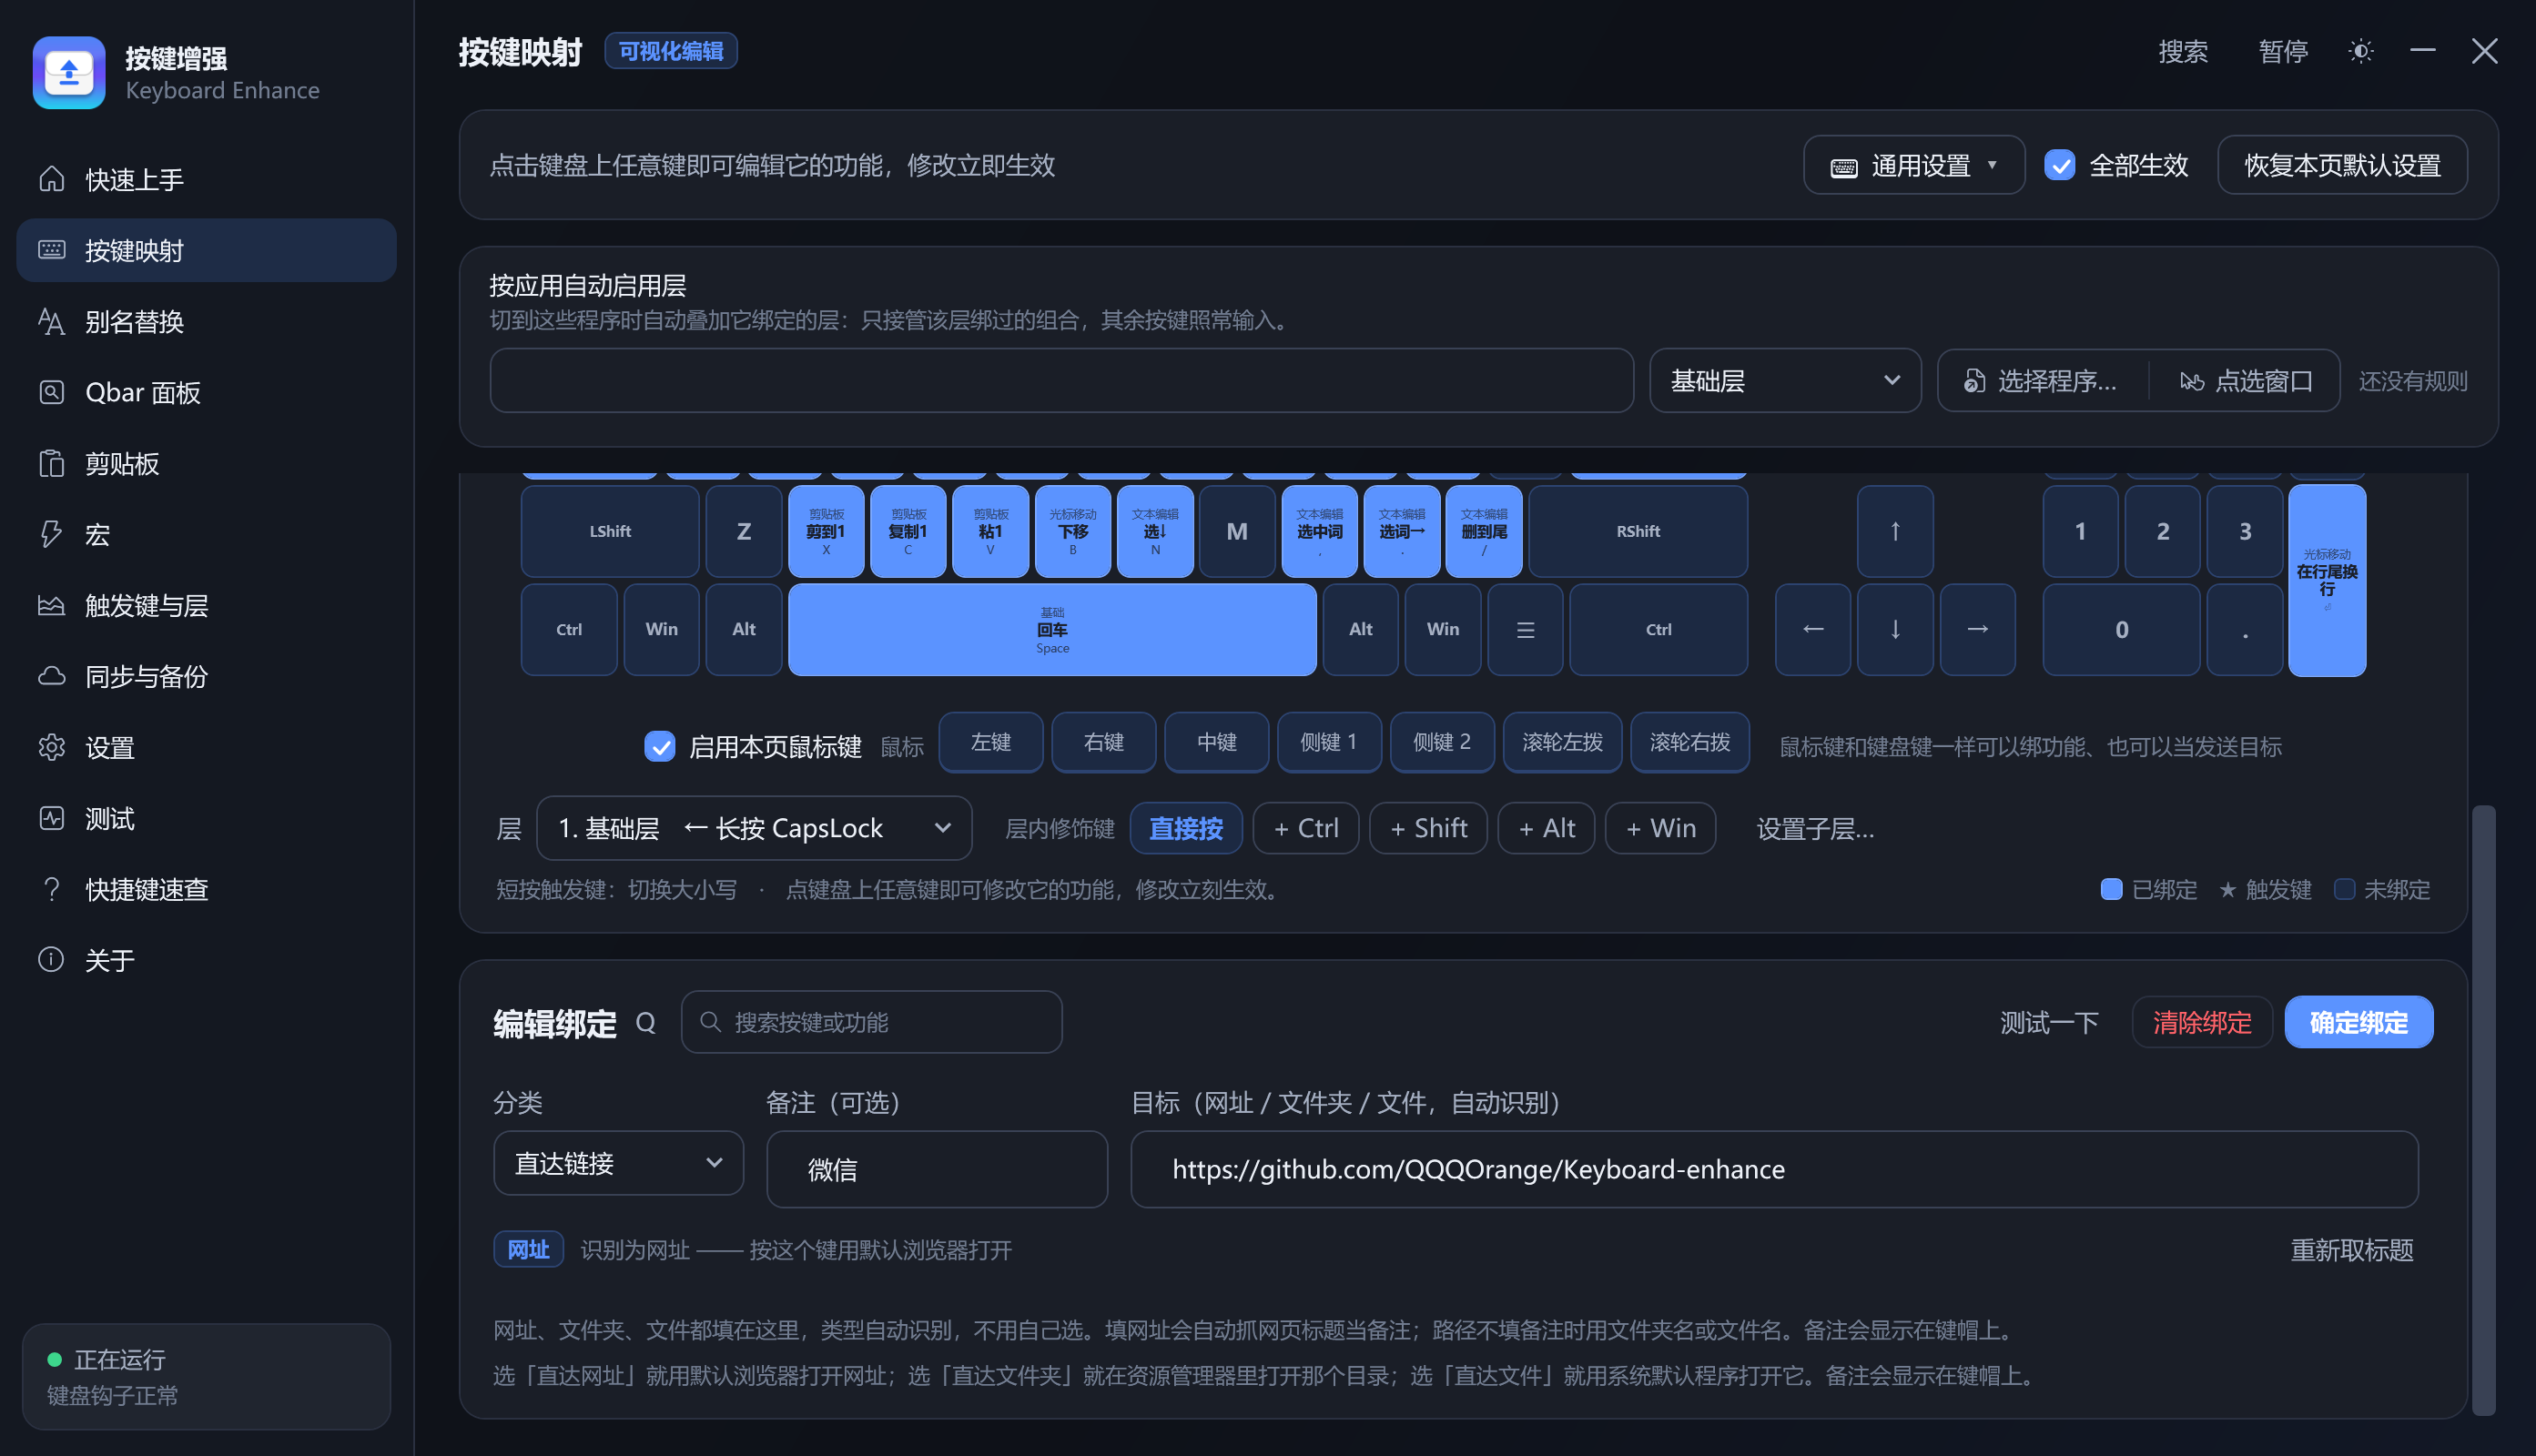 按键增强
Keyboard Enhance
快速上手
按键映射
别名替换
Qbar 面板
剪贴板
宏
触发键与层
同步与备份
设置
测试
快捷键速查
关于
正在运行
键盘钩子正常
按键映射 可视化编辑 搜索 暂停
点击键盘上任意键即可编辑它的功能，修改立即生效 通用设置 全部生效 恢复本页默认设置
按应用自动启用层
切到这些程序时自动叠加它绑定的层：只接管该层绑过的组合，其余按键照常输入。
基础层 选择程序... 点选窗口 还没有规则
LShift Z 剪贴板 剪到1 X 剪贴板 复制1 C 剪贴板 粘1 V 光标移动 下移 B 文本编辑 选↓ N M 文本编辑 选中词 , 文本编辑 选词→ . 文本编辑 删到尾 / RShift ↑ 1 2 3 光标移动 在行尾换行 ⏎
Ctrl Win Alt 基础 回车 Space Alt Win ☰ Ctrl ← ↓ → 0 .
启用本页鼠标键 鼠标 左键 右键 中键 侧键 1 侧键 2 滚轮左拨 滚轮右拨 鼠标键和键盘键一样可以绑功能、也可以当发送目标
层 1. 基础层 ← 长按 CapsLock 层内修饰键 直接按 + Ctrl + Shift + Alt + Win 设置子层...
短按触发键：切换大小写 · 点键盘上任意键即可修改它的功能，修改立刻生效。 已绑定 ★ 触发键 未绑定
编辑绑定 Q 搜索按键或功能 测试一下 清除绑定 确定绑定
分类 备注（可选） 目标（网址 / 文件夹 / 文件，自动识别）
直达链接 微信 https://github.com/QQQOrange/Keyboard-enhance
网址 识别为网址 —— 按这个键用默认浏览器打开 重新取标题
网址、文件夹、文件都填在这里，类型自动识别，不用自己选。填网址会自动抓网页标题当备注；路径不填备注时用文件夹名或文件名。备注会显示在键帽上。
选「直达网址」就用默认浏览器打开网址；选「直达文件夹」就在资源管理器里打开那个目录；选「直达文件」就用系统默认程序打开它。备注会显示在键帽上。